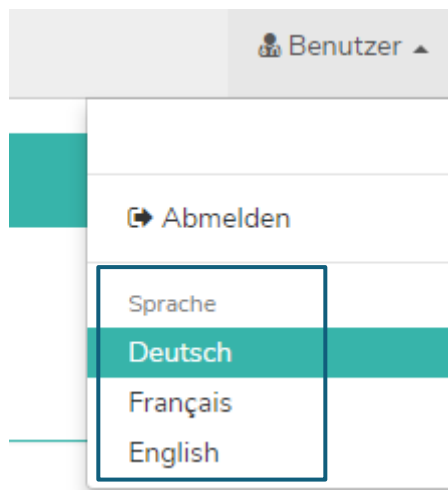 Benutzer
Abmelden
Sprache
Deutsch
Français
English